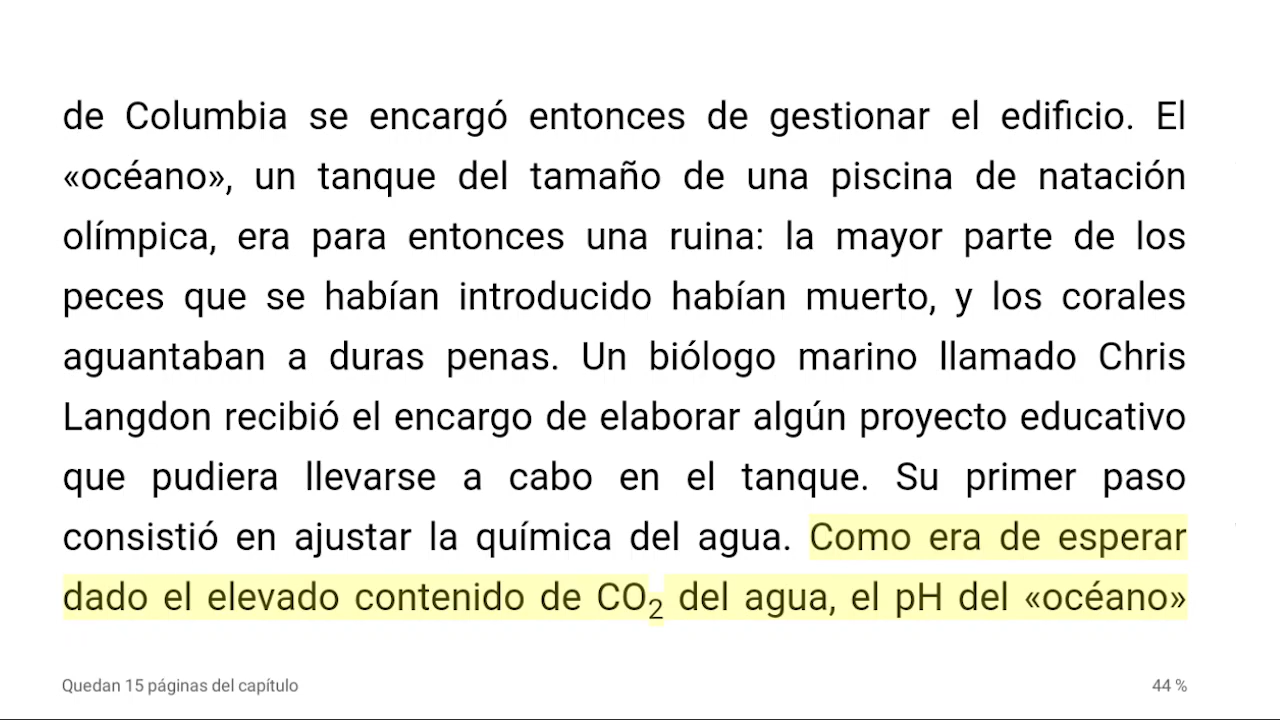 de Columbia se encargó entonces de gestionar el edificio. El
«océano», un tanque del tamaño de una piscina de natación
olímpica, era para entonces una ruina: la mayor parte de los
peces que se habían introducido habían muerto, y los corales
aguantaban a duras penas. Un biólogo marino llamado Chris
Langdon recibió el encargo de elaborar algún proyecto educativo
que pudiera llevarse a cabo en el tanque. Su primer paso
consistió en ajustar la química del agua. Como era de esperar
dado el elevado contenido de CO₂ del agua, el pH del «océano»
Quedan 15 páginas del capítulo
44 %